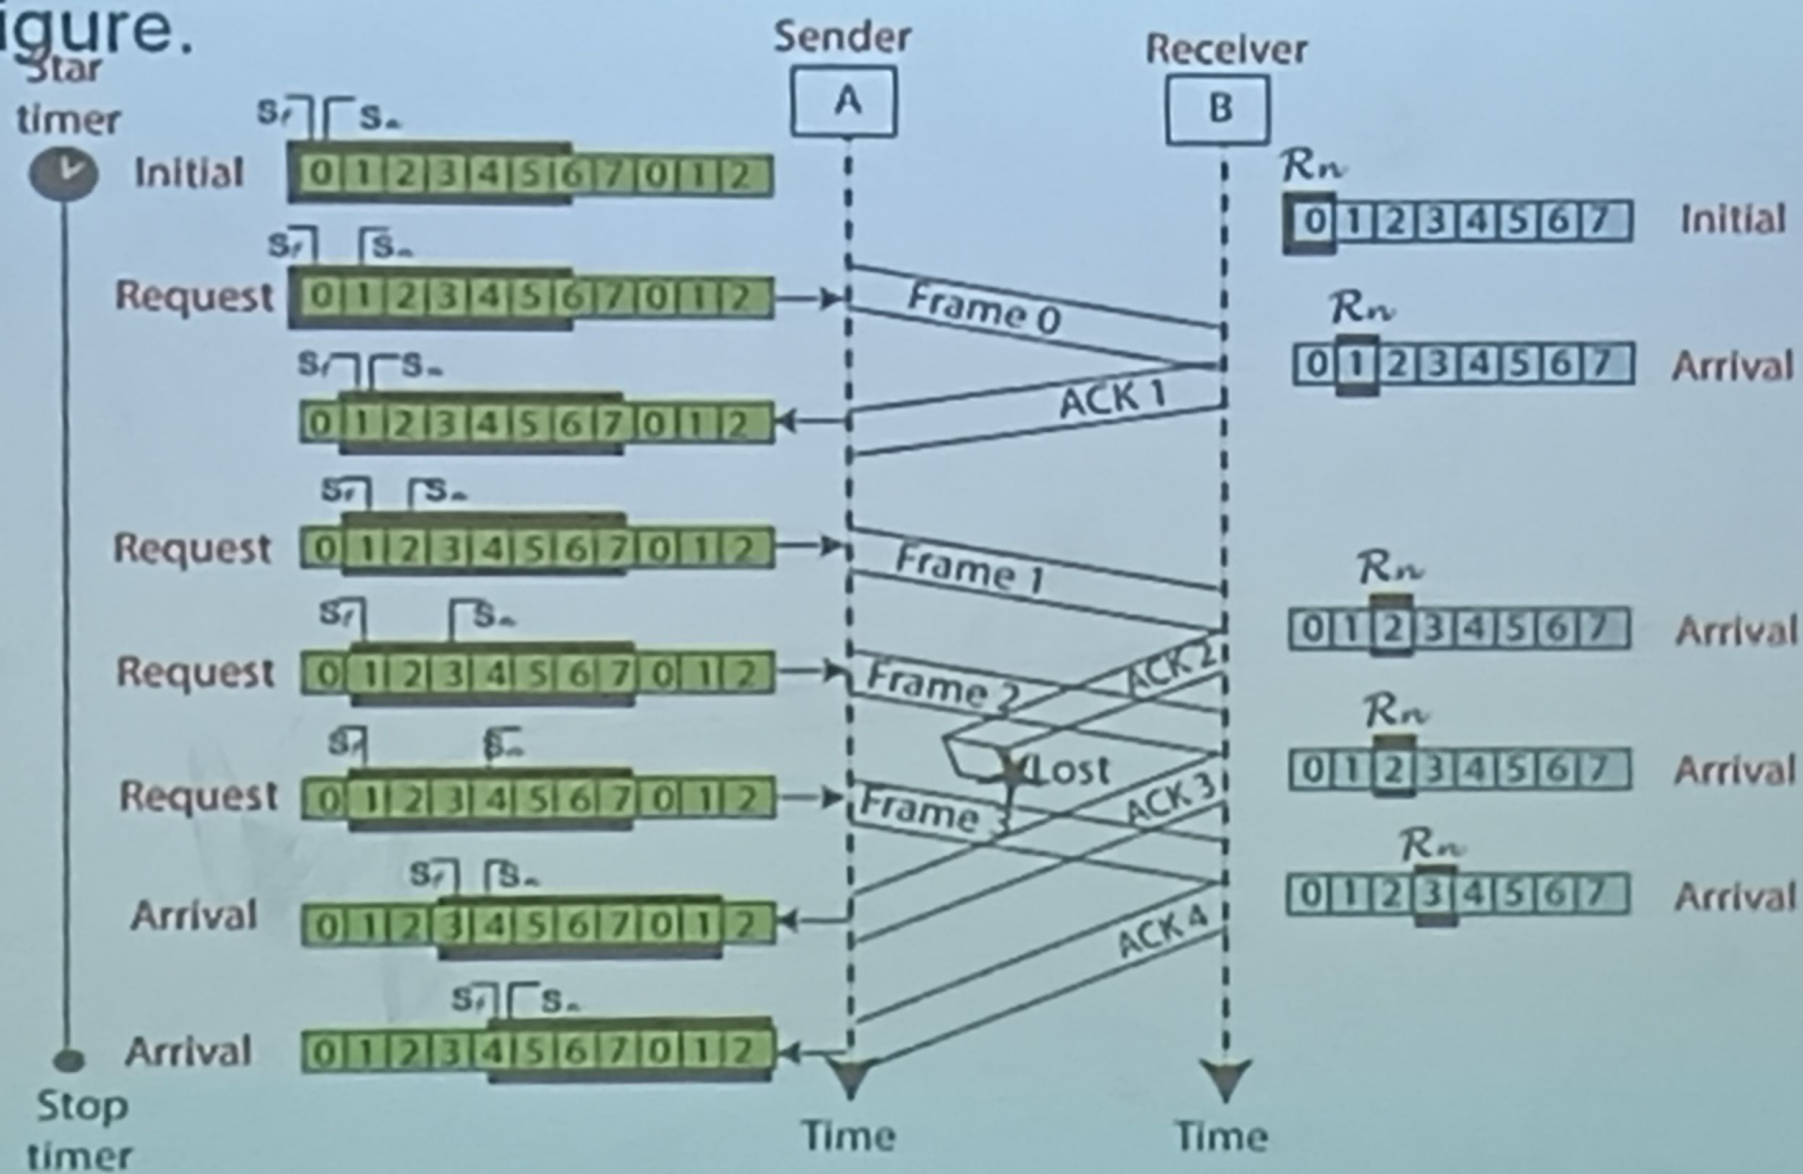 igure.
Star
timer
Sender
A
Receiver
B
Initial
0 1 2 3 4 5 6 7 0 1 2
Rn
0 1 2 3 4 5 6 7
Initial
Request
0 1 2 3 4 5 6 7 0 1 2
Frame 0
Rn
0 1 2 3 4 5 6 7
Arrival
0 1 2 3 4 5 6 7 0 1 2
ACK 1
Request
0 1 2 3 4 5 6 7 0 1 2
Frame 1
Rn
0 1 2 3 4 5 6 7
Arrival
Request
0 1 2 3 4 5 6 7 0 1 2
Frame 2
ACK 2
Lost
Rn
0 1 2 3 4 5 6 7
Arrival
Request
0 1 2 3 4 5 6 7 0 1 2
Frame 3
ACK 3
Rn
0 1 2 3 4 5 6 7
Arrival
Arrival
0 1 2 3 4 5 6 7 0 1 2
ACK 4
Arrival
0 1 2 3 4 5 6 7 0 1 2
Stop
timer
Time
Time